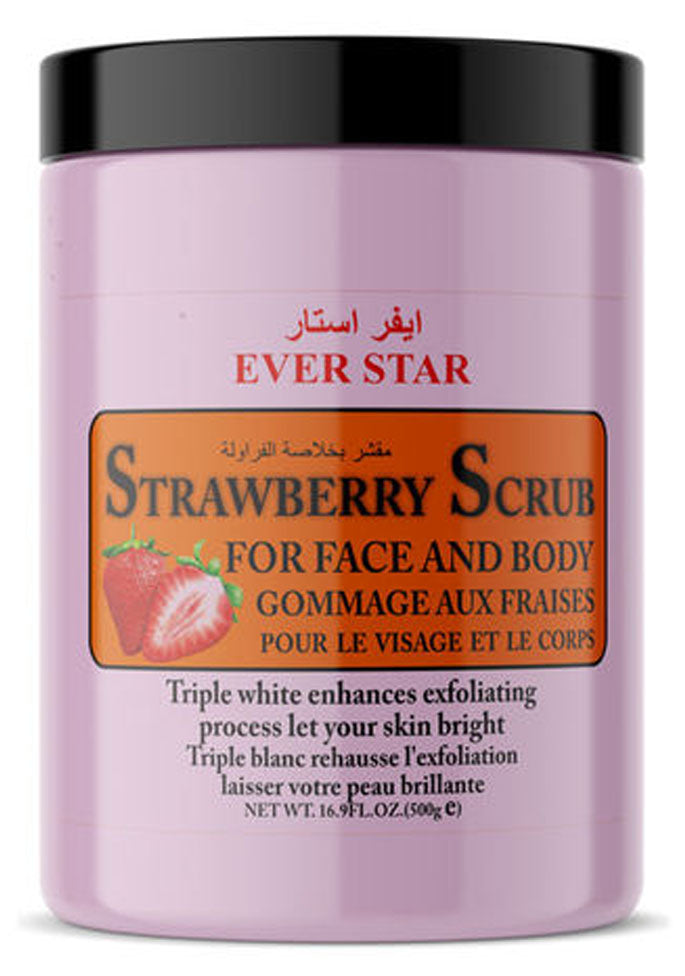 ايفر استار
EVER STAR
مقشر بخلاصة الفراولة
STRAWBERRY SCRUB
FOR FACE AND BODY
GOMMAGE AUX FRAISES
POUR LE VISAGE ET LE CORPS
Triple white enhances exfoliating
process let your skin bright
Triple blanc rehausse l'exfoliation
laisser votre peau brillante
NET WT. 16.9FL.OZ.(500g e)